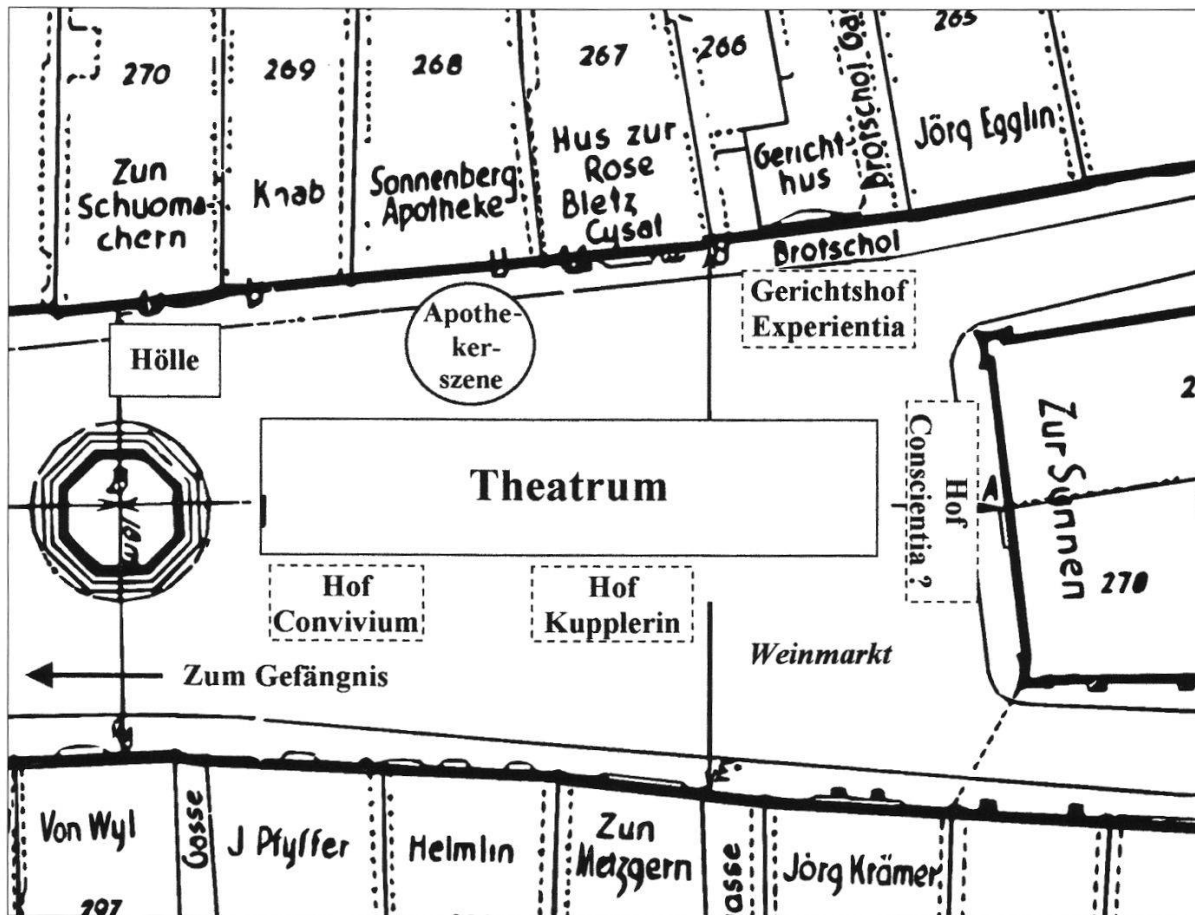 270
269
268
267
266
265
Zun
Schuoma-
chern
Knab
Sonnenberg
Apotheke
Hus zur
Rose
Bletz
Cysat
Gericht-
hus
Brotschol
Jörg Egglin
Brotschol
Hölle
Apothe-
ker-
szene
Gerichtshof
Experientia
Theatrum
Hof
Conscientia ?
Zur Sunnen
270
Hof
Convivium
Hof
Kupplerin
Weinmarkt
Zum Gefängnis
Von Wyl
297
Gasse
J Pfyffer
Helmlin
Zun
Metzgern
asse
Jörg Krämer